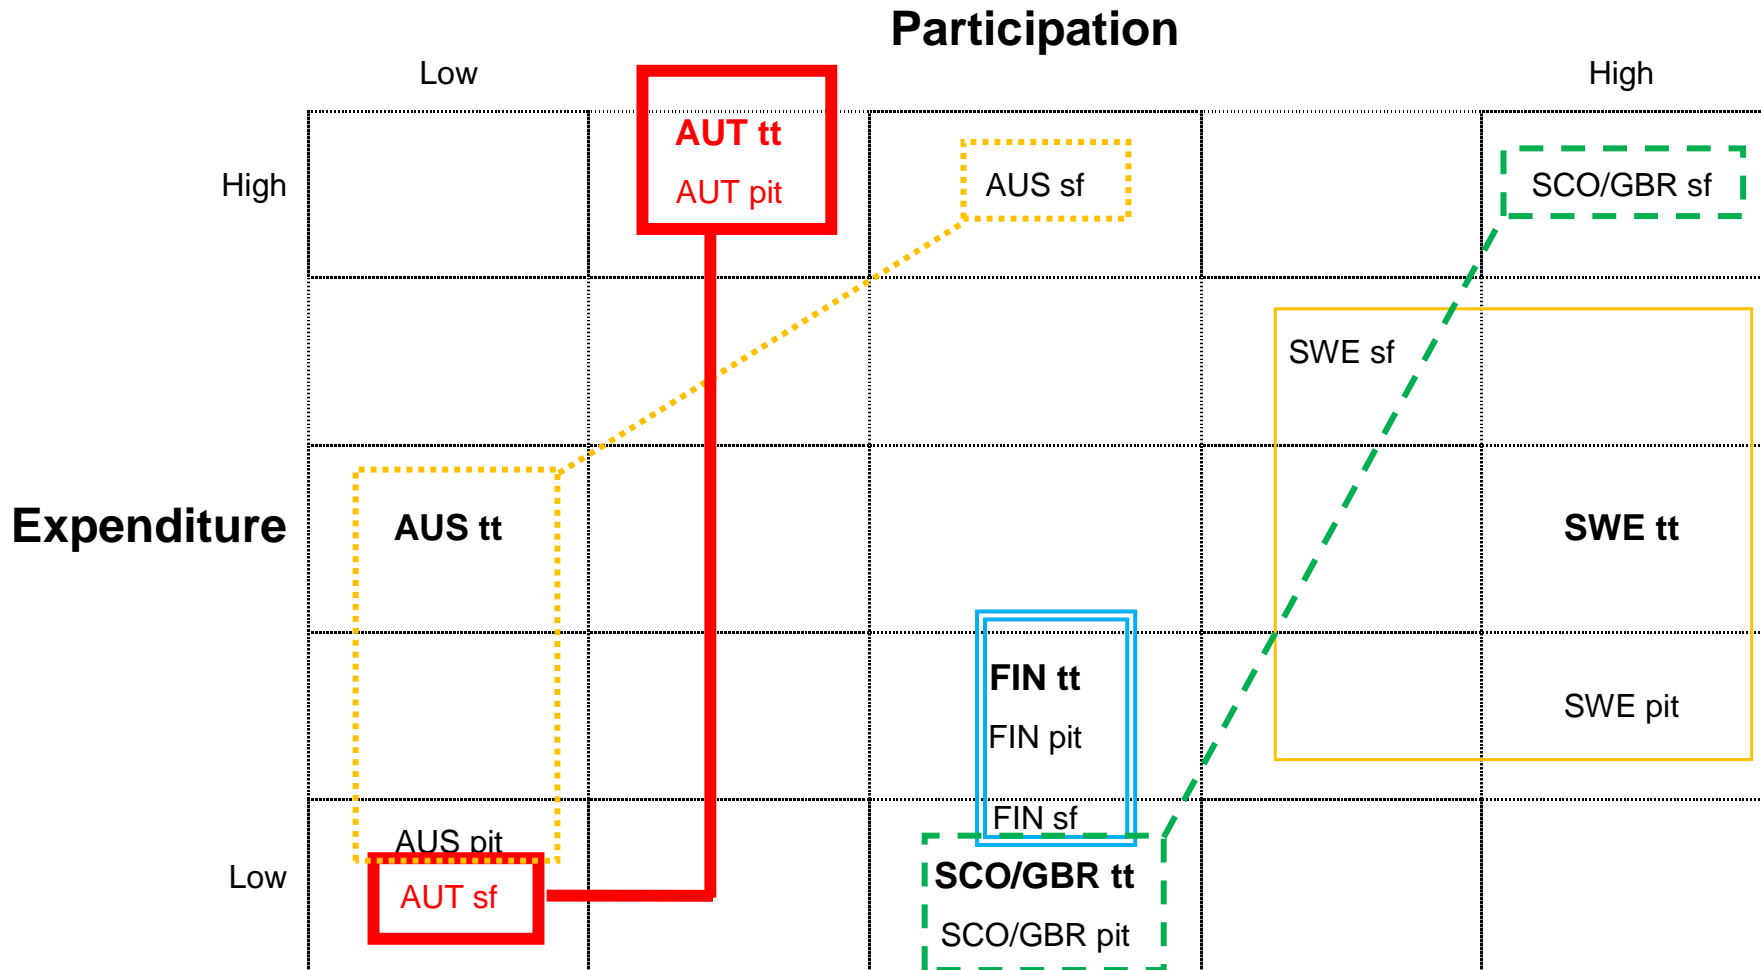 Participation
Low
High
AUT tt
High
AUT pit
AUS sf
SCO/GBR sf
SWE sf
Expenditure
AUS tt
SWE tt
FIN tt
SWE pit
FIN pit
FIN sf
AUS pit
Low
SCO/GBR tt
AUT sf
SCO/GBR pit